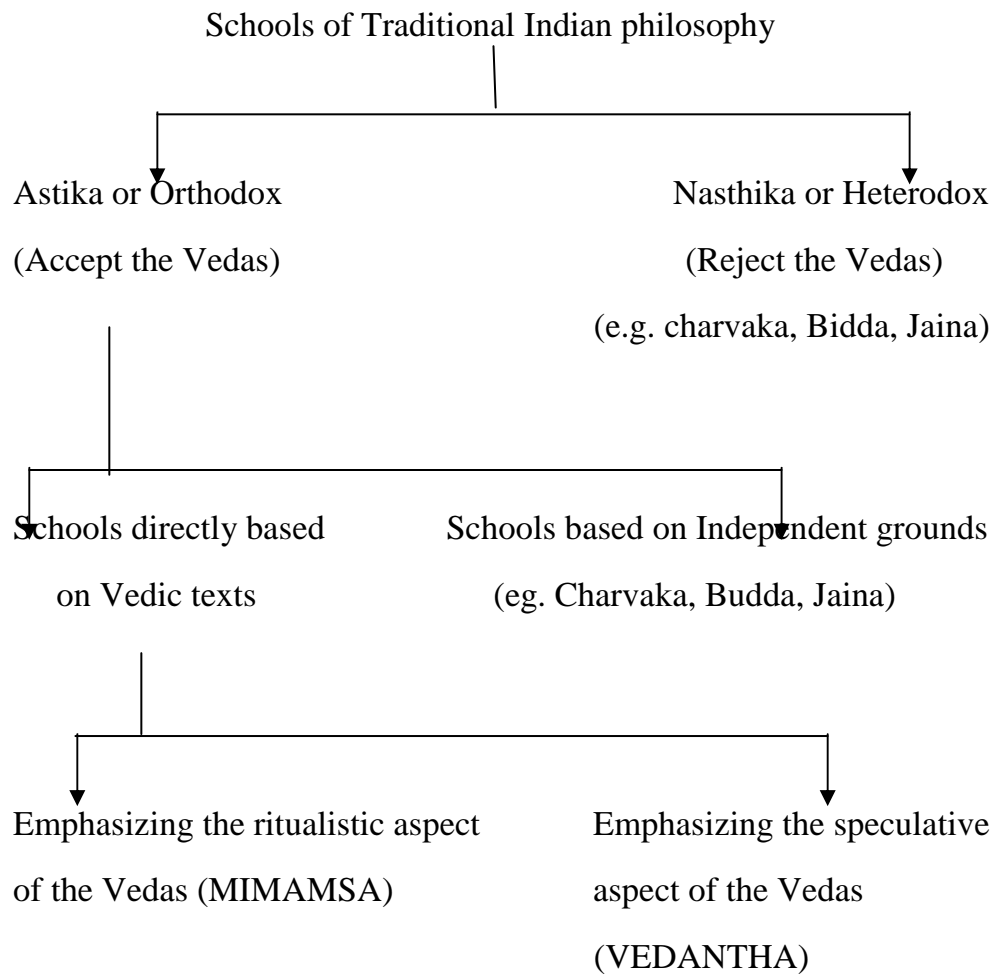 Schools of Traditional Indian philosophy
Astika or Orthodox
(Accept the Vedas)
Nasthika or Heterodox
(Reject the Vedas)
(e.g. charvaka, Bidda, Jaina)
Schools directly based
on Vedic texts
Schools based on Independent grounds
(eg. Charvaka, Budda, Jaina)
Emphasizing the ritualistic aspect
of the Vedas (MIMAMSA)
Emphasizing the speculative
aspect of the Vedas
(VEDANTHA)